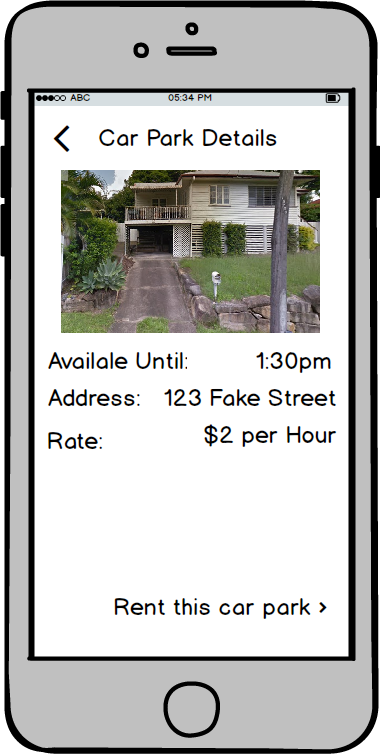 ABC 05:34 PM
Car Park Details
Availale Until: 1:30pm
Address: 123 Fake Street
Rate: $2 per Hour
Rent this car park